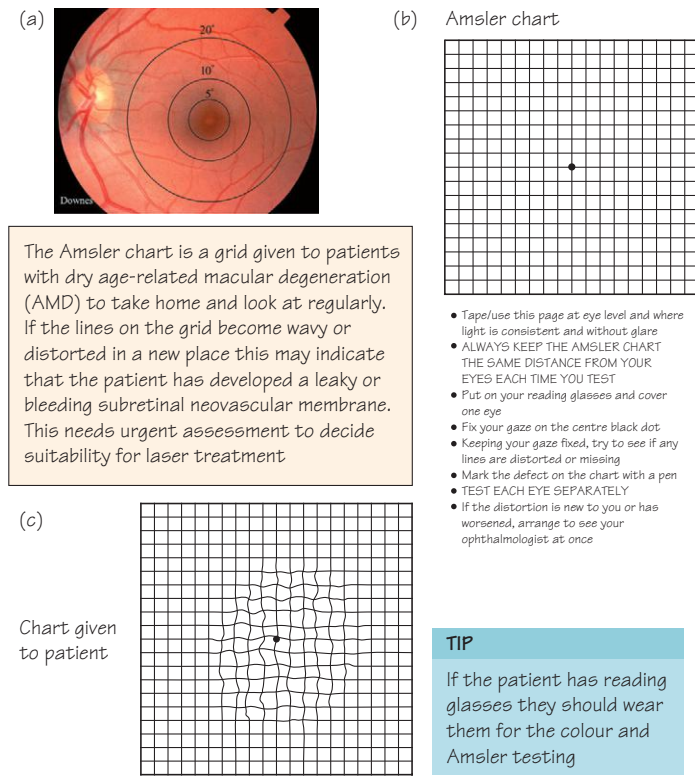 (a)
20°
10°
5°
Downes
(b) Amsler chart
The Amsler chart is a grid given to patients
with dry age-related macular degeneration
(AMD) to take home and look at regularly.
If the lines on the grid become wavy or
distorted in a new place this may indicate
that the patient has developed a leaky or
bleeding subretinal neovascular membrane.
This needs urgent assessment to decide
suitability for laser treatment
• Tape/use this page at eye level and where
light is consistent and without glare
• ALWAYS KEEP THE AMSLER CHART
THE SAME DISTANCE FROM YOUR
EYES EACH TIME YOU TEST
• Put on your reading glasses and cover
one eye
• Fix your gaze on the centre black dot
• Keeping your gaze fixed, try to see if any
lines are distorted or missing
• Mark the defect on the chart with a pen
• TEST EACH EYE SEPARATELY
• If the distortion is new to you or has
worsened, arrange to see your
ophthalmologist at once
(c)
Chart given
to patient
TIP
If the patient has reading
glasses they should wear
them for the colour and
Amsler testing